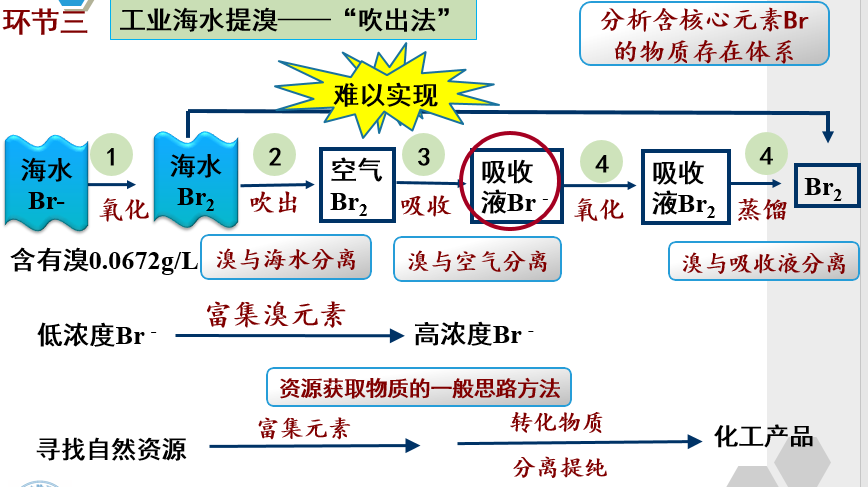 环节三
工业海水提溴——“吹出法”
分析含核心元素Br
的物质存在体系
难以实现
海水
Br-
1
氧化
海水
Br2
2
吹出
空气
Br2
3
吸收
吸收
液Br -
4
氧化
吸收
液Br2
4
蒸馏
Br2
含有溴0.0672g/L
溴与海水分离
溴与空气分离
溴与吸收液分离
低浓度Br -
富集溴元素
高浓度Br -
资源获取物质的一般思路方法
寻找自然资源
富集元素
转化物质
分离提纯
化工产品